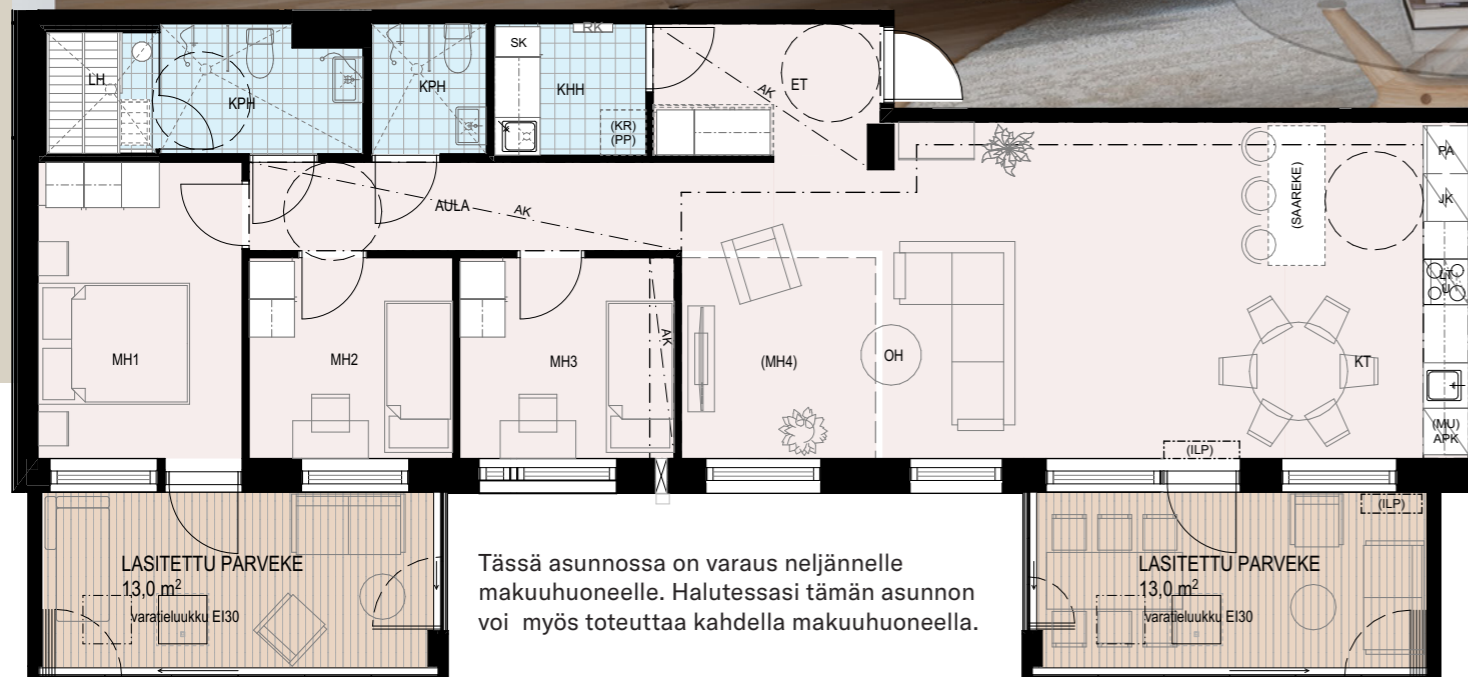 RK
SK
LH
KPH
KPH
KHH
AK
ET
(KR)
(PP)
PA
JK
(SAAREKE)
AULA
AK
LT
U
AK
MH1
MH2
MH3
(MH4)
OH
KT
(MU)
APK
(ILP)
(ILP)
LASITETTU PARVEKE
13,0 m²
varatieluukku EI30
Tässä asunnossa on varaus neljännelle
makuuhuoneelle. Halutessasi tämän asunnon
voi myös toteuttaa kahdella makuuhuoneella.
LASITETTU PARVEKE
13,0 m²
varatieluukku EI30